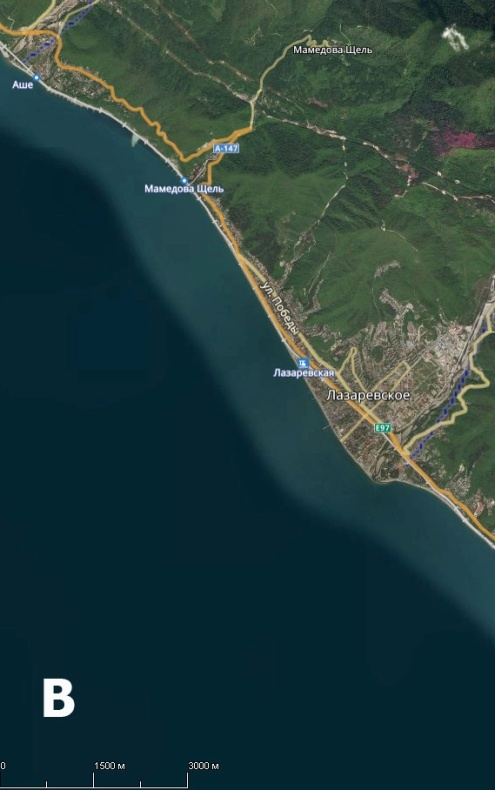 Мамедова Щель
Аше
А-147
Мамедова Щель
ул. Победы
Лазаревская
Лазаревское
E97
В
0 1500 м 3000 м